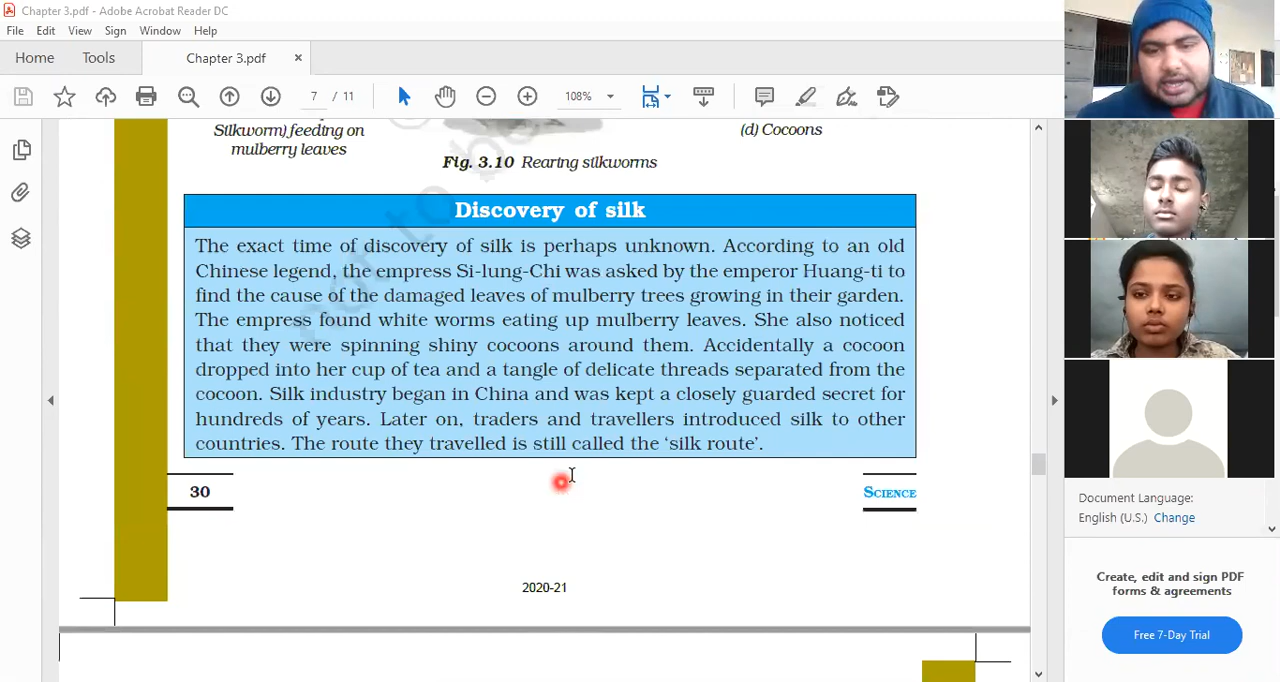 Chapter 3.pdf - Adobe Acrobat Reader DC
File Edit View Sign Window Help
Home Tools Chapter 3.pdf ×
7 / 11 108%
Silkworm) feeding on
mulberry leaves
(d) Cocoons
Fig. 3.10 Rearing silkworms
not to be
Discovery of silk
The exact time of discovery of silk is perhaps unknown. According to an old
Chinese legend, the empress Si-lung-Chi was asked by the emperor Huang-ti to
find the cause of the damaged leaves of mulberry trees growing in their garden.
The empress found white worms eating up mulberry leaves. She also noticed
that they were spinning shiny cocoons around them. Accidentally a cocoon
dropped into her cup of tea and a tangle of delicate threads separated from the
cocoon. Silk industry began in China and was kept a closely guarded secret for
hundreds of years. Later on, traders and travellers introduced silk to other
countries. The route they travelled is still called the ‘silk route’.
30
SCIENCE
2020-21
Document Language:
English (U.S.) Change
Create, edit and sign PDF
forms & agreements
Free 7-Day Trial